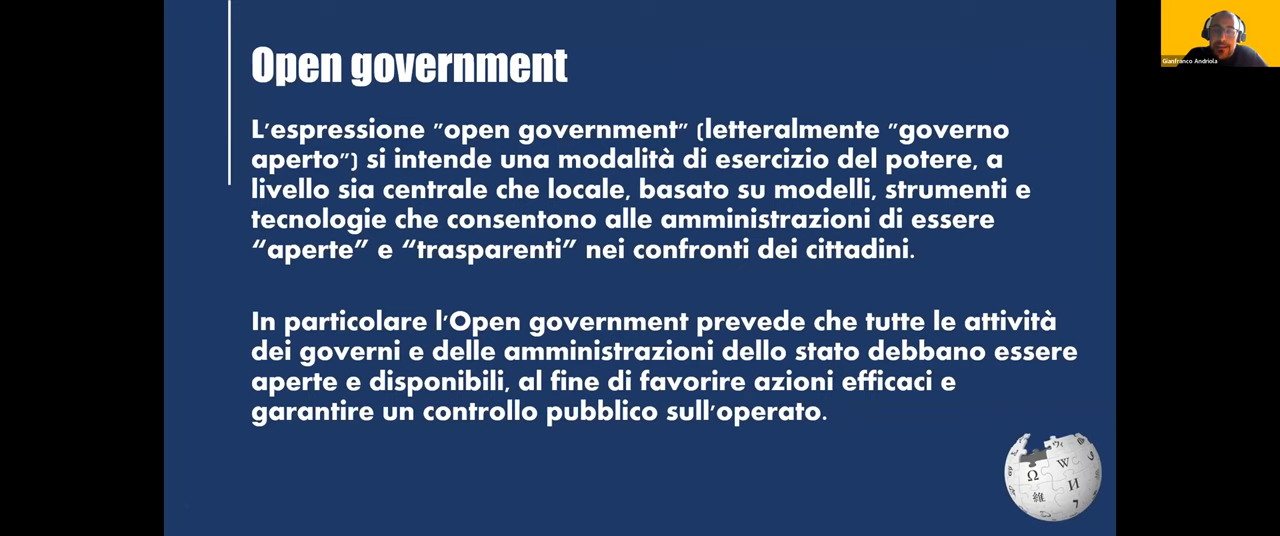 Open government
L'espressione "open government" (letteralmente "governo
aperto") si intende una modalità di esercizio del potere, a
livello sia centrale che locale, basato su modelli, strumenti e
tecnologie che consentono alle amministrazioni di essere
“aperte” e “trasparenti” nei confronti dei cittadini.
In particolare l'Open government prevede che tutte le attività
dei governi e delle amministrazioni dello stato debbano essere
aperte e disponibili, al fine di favorire azioni efficaci e
garantire un controllo pubblico sull'operato.
Gianfranco Andriola
Ω W
維 И